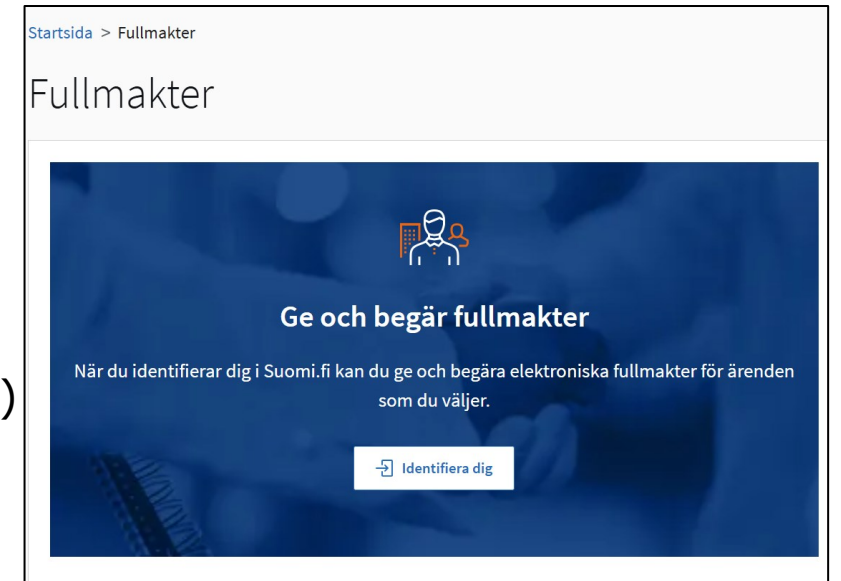 Startsida > Fullmakter
Fullmakter
Ge och begär fullmakter
När du identifierar dig i Suomi.fi kan du ge och begära elektroniska fullmakter för ärenden
som du väljer.
)
Identifiera dig